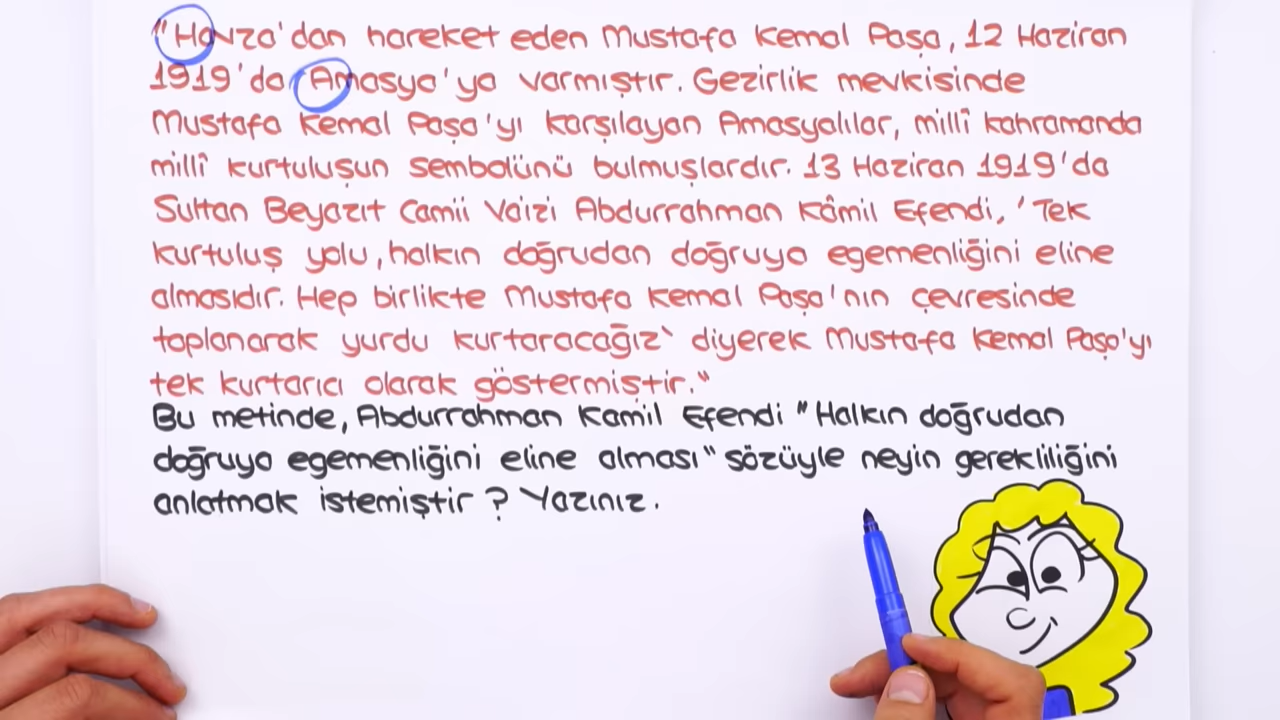 "Havza'dan hareket eden Mustafa Kemal Paşa, 12 Haziran
1919'da Amasya'ya varmıştır. Gezirlik mevkisinde
Mustafa Kemal Paşa'yı karşılayan Amasyalılar, millî kahramanda
millî kurtuluşun sembolünü bulmuşlardır. 13 Haziran 1919'da
Sultan Beyazıt Camii Vaizi Abdurrahman Kâmil Efendi, 'Tek
kurtuluş yolu, halkın doğrudan doğruya egemenliğini eline
almasıdır. Hep birlikte Mustafa Kemal Paşa'nın çevresinde
toplanarak yurdu kurtaracağız' diyerek Mustafa Kemal Paşa'yı
tek kurtarıcı olarak göstermiştir."
Bu metinde, Abdurrahman Kamil Efendi "Halkın doğrudan
doğruya egemenliğini eline alması" sözüyle neyin gerekliliğini
anlatmak istemiştir? Yazınız.